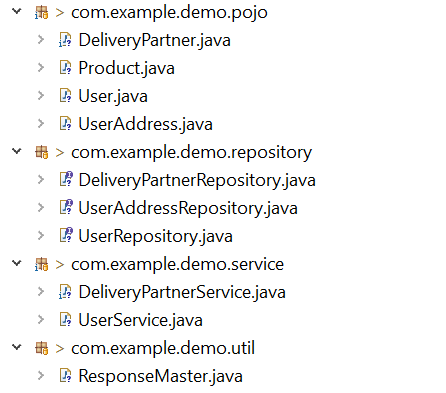 > com.example.demo.pojo
DeliveryPartner.java
Product.java
User.java
UserAddress.java
> com.example.demo.repository
DeliveryPartnerRepository.java
UserAddressRepository.java
UserRepository.java
> com.example.demo.service
DeliveryPartnerService.java
UserService.java
> com.example.demo.util
ResponseMaster.java